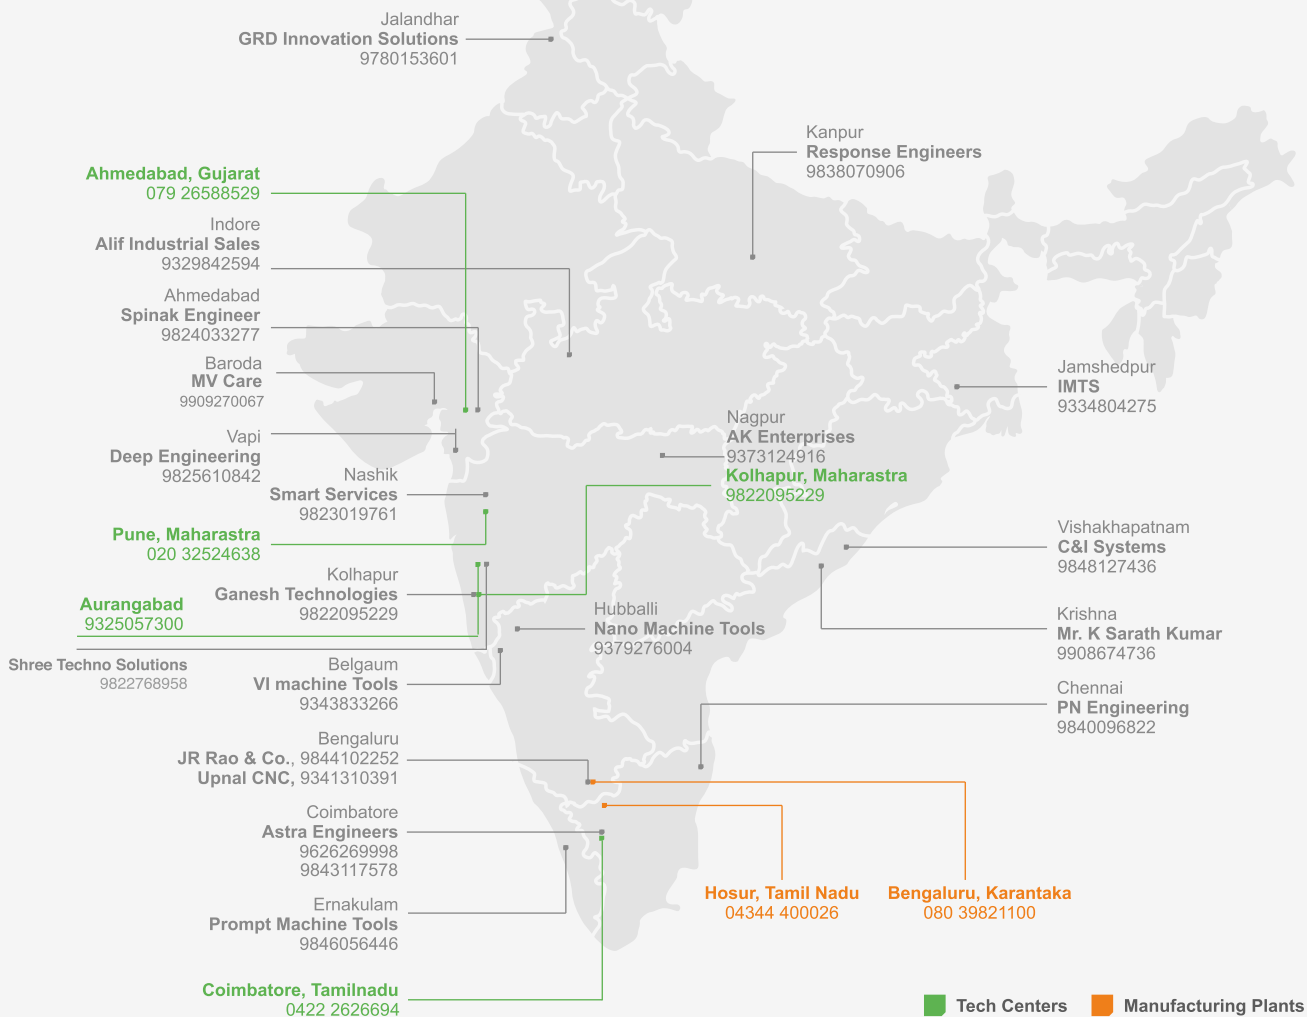 Jalandhar
GRD Innovation Solutions
9780153601
Kanpur
Response Engineers
9838070906
Ahmedabad, Gujarat
079 26588529
Indore
Alif Industrial Sales
9329842594
Ahmedabad
Spinak Engineer
9824033277
Baroda
MV Care
9909270067
Vapi
Deep Engineering
9825610842
Nashik
Smart Services
9823019761
Pune, Maharastra
020 32524638
Kolhapur
Ganesh Technologies
9822095229
Aurangabad
9325057300
Shree Techno Solutions
9822768958
Belgaum
VI machine Tools
9343833266
Bengaluru
JR Rao & Co., 9844102252
Upnal CNC, 9341310391
Coimbatore
Astra Engineers
9626269998
9843117578
Ernakulam
Prompt Machine Tools
9846056446
Coimbatore, Tamilnadu
0422 2626694
Nagpur
AK Enterprises
9373124916
Kolhapur, Maharastra
9822095229
Hubballi
Nano Machine Tools
9379276004
Jamshedpur
IMTS
9334804275
Vishakhapatnam
C&I Systems
9848127436
Krishna
Mr. K Sarath Kumar
9908674736
Chennai
PN Engineering
9840096822
Hosur, Tamil Nadu
04344 400026
Bengaluru, Karantaka
080 39821100
Tech Centers
Manufacturing Plants